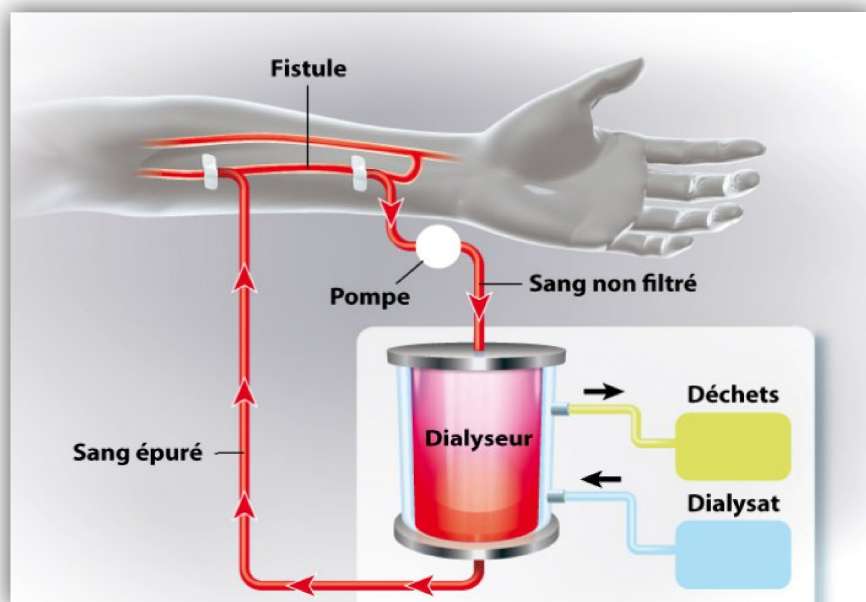 Fistule
Pompe
Sang non filtré
Déchets
Dialyseur
Sang épuré
Dialysat